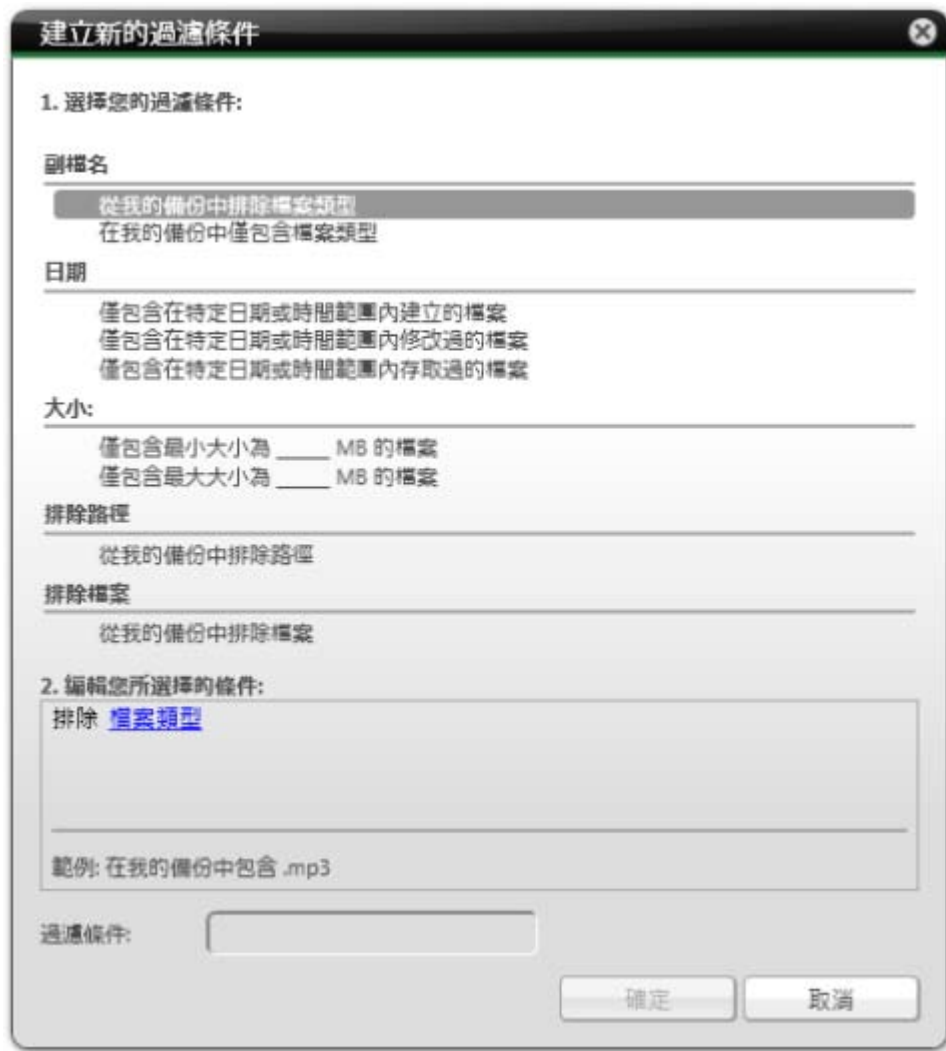 建立新的過濾條件
1. 選擇您的過濾條件:
副檔名
從我的備份中排除檔案類型
在我的備份中僅包含檔案類型
日期
僅包含在特定日期或時間範圍內建立的檔案
僅包含在特定日期或時間範圍內修改過的檔案
僅包含在特定日期或時間範圍內存取過的檔案
大小:
僅包含最小大小為 _____ MB 的檔案
僅包含最大大小為 _____ MB 的檔案
排除路徑
從我的備份中排除路徑
排除檔案
從我的備份中排除檔案
2. 編輯您所選擇的條件:
排除 檔案類型
範例: 在我的備份中包含 .mp3
過濾條件:
確定 取消